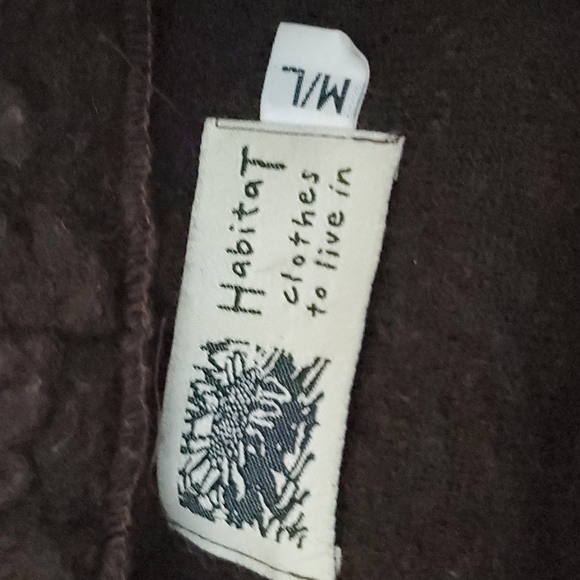 M/L
HabitaT
clothes
to live in